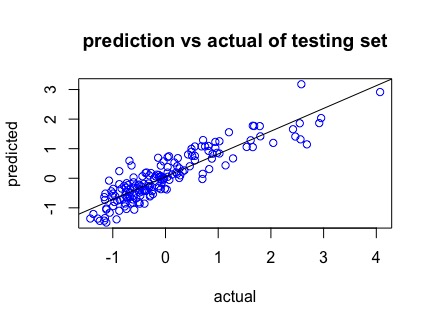 prediction vs actual of testing set
predicted
3
2
1
0
-1
-1 0 1 2 3 4
actual